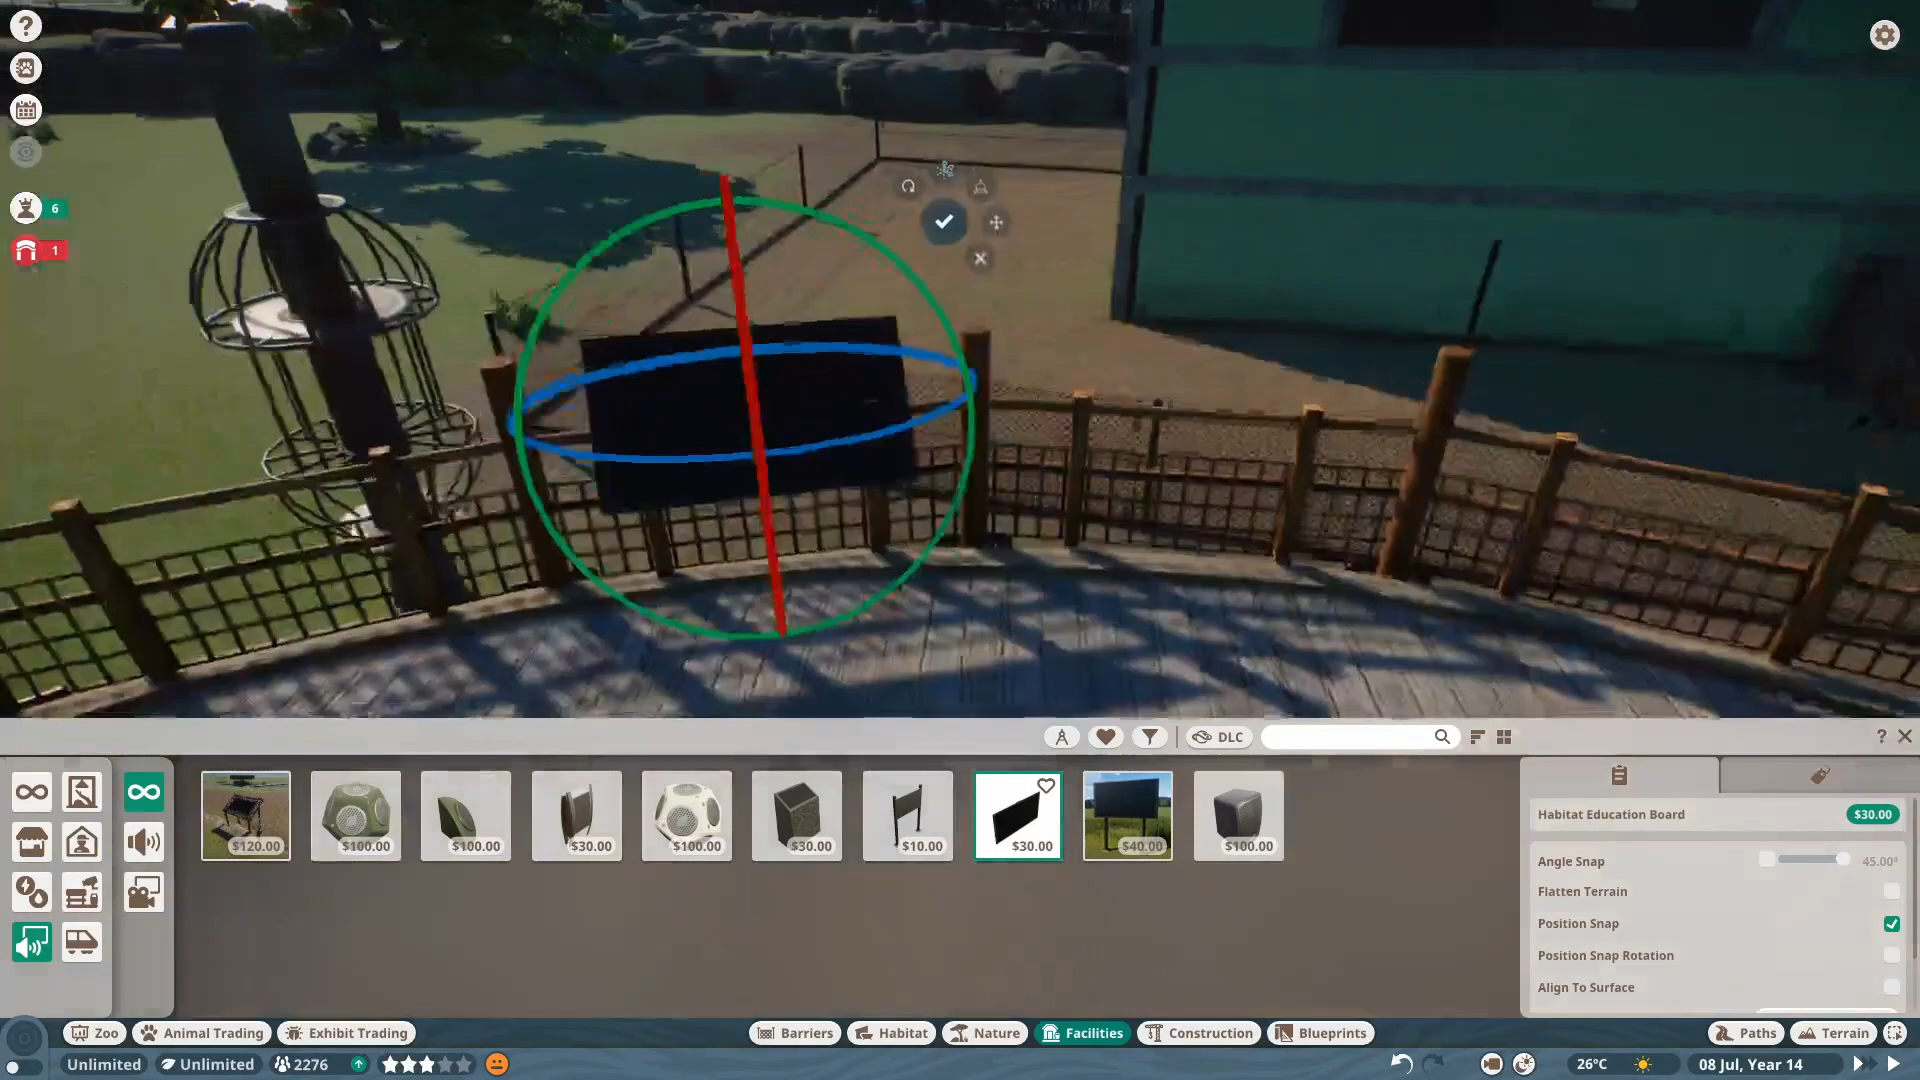 6
1
DLC
?
$120.00
$100.00
$100.00
$30.00
$100.00
$30.00
$10.00
$30.00
$40.00
$100.00
Habitat Education Board
$30.00
Angle Snap
45.00°
Flatten Terrain
Position Snap
Position Snap Rotation
Align To Surface
Zoo
Animal Trading
Exhibit Trading
Barriers
Habitat
Nature
Facilities
Construction
Blueprints
Paths
Terrain
Unlimited
Unlimited
2276
26°C
08 Jul, Year 14